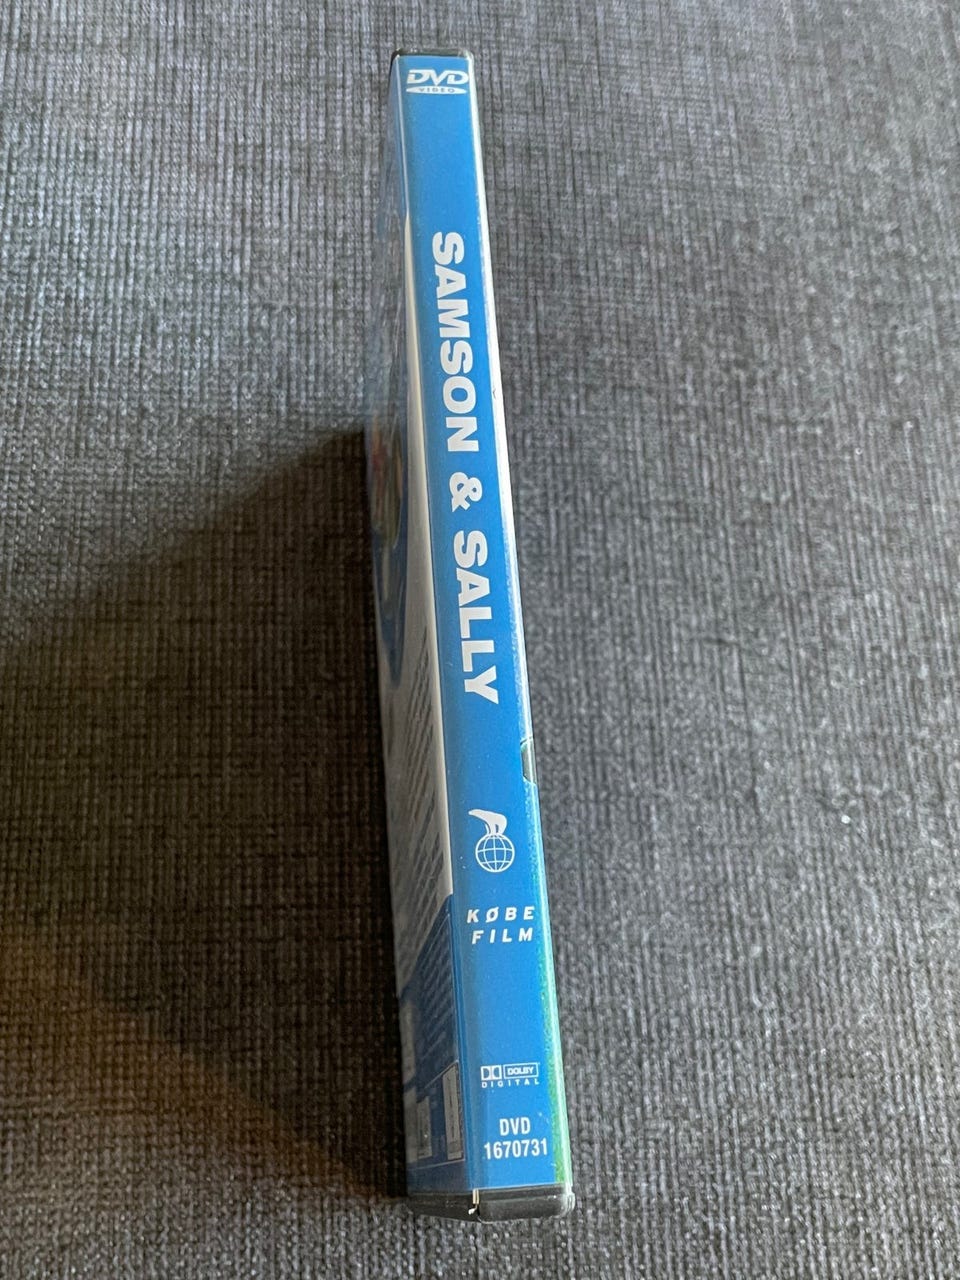 DVD
VIDEO
SAMSON & SALLY
KØBE
FILM
DOLBY
DIGITAL
DVD
1670731